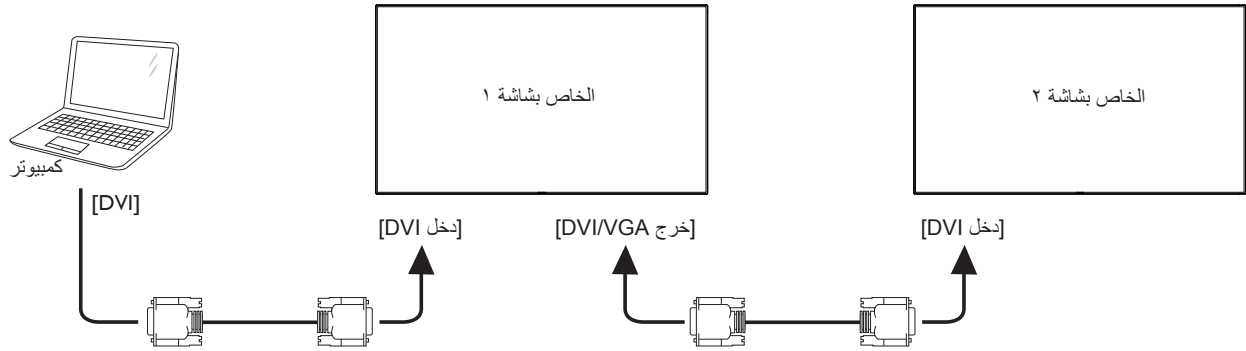 الخاص بشاشة ١
الخاص بشاشة ٢
كمبيوتر
[DVI]
[دخل DVI]
[خرج DVI/VGA]
[دخل DVI]